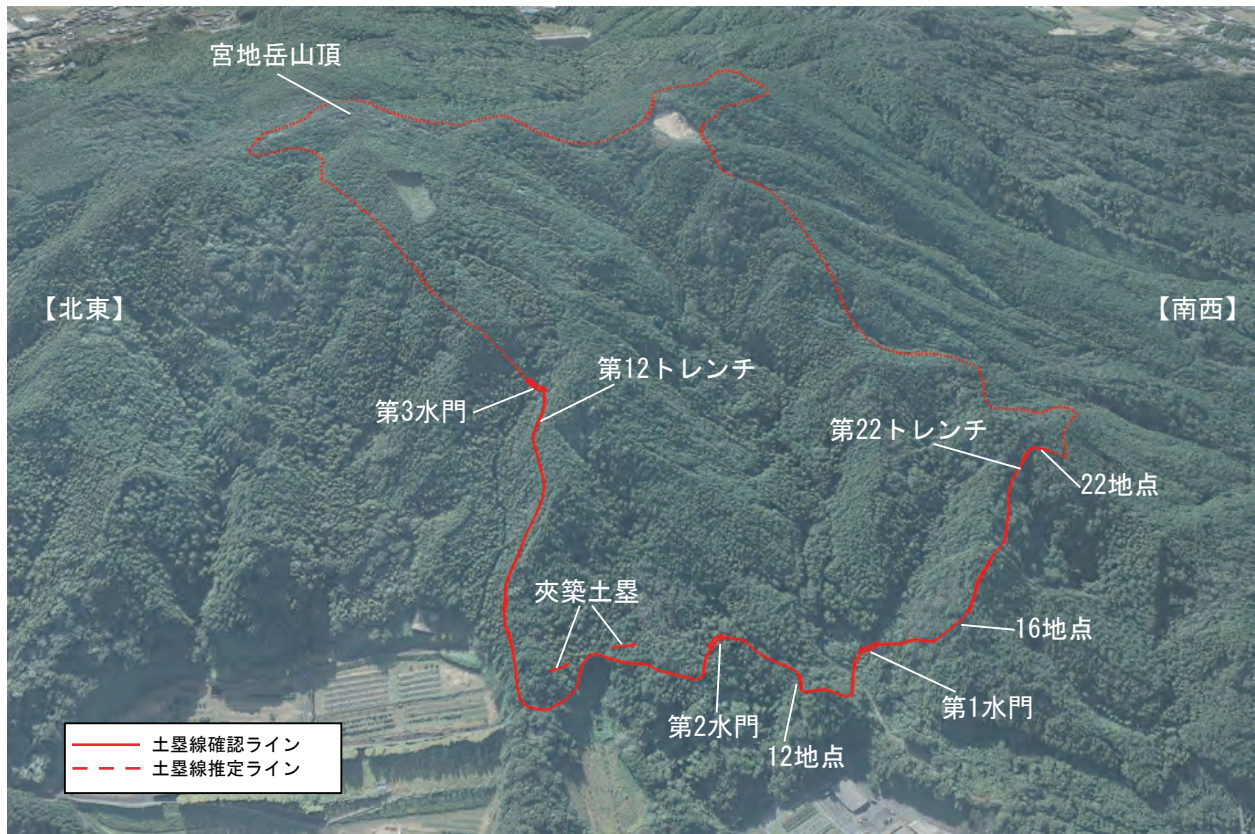 宮地岳山頂
【北東】
【南西】
第12トレンチ
第3水門
第22トレンチ
22地点
夾築土塁
16地点
第1水門
第2水門
12地点
土塁線確認ライン
土塁線推定ライン